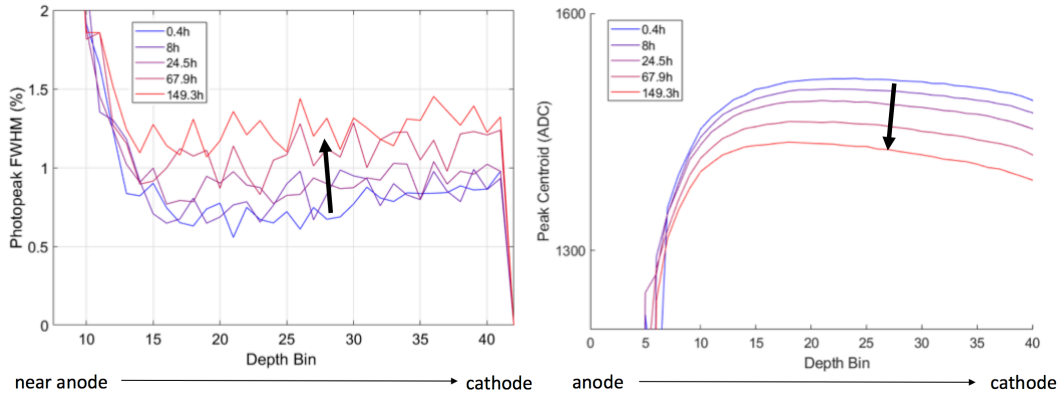 2
1.5
1
0.5
0
Photopeak FWHM (%)
0.4h
8h
24.5h
67.9h
149.3h
10 15 20 25 30 35 40
Depth Bin
near anode cathode
1600
1300
Peak Centroid (ADC)
0.4h
8h
24.5h
67.9h
149.3h
0 5 10 15 20 25 30 35 40
Depth Bin
anode cathode